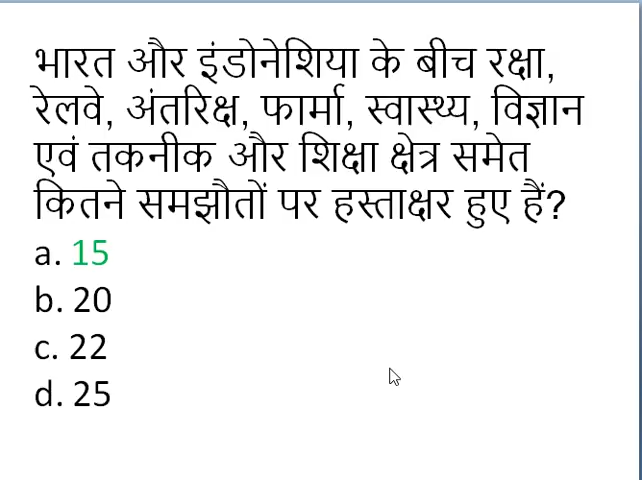 भारत और इंडोनेशिया के बीच रक्षा,
रेलवे, अंतरिक्ष, फार्मा, स्वास्थ्य, विज्ञान
एवं तकनीक और शिक्षा क्षेत्र समेत
कितने समझौतों पर हस्ताक्षर हुए हैं?
a. 15
b. 20
c. 22
d. 25